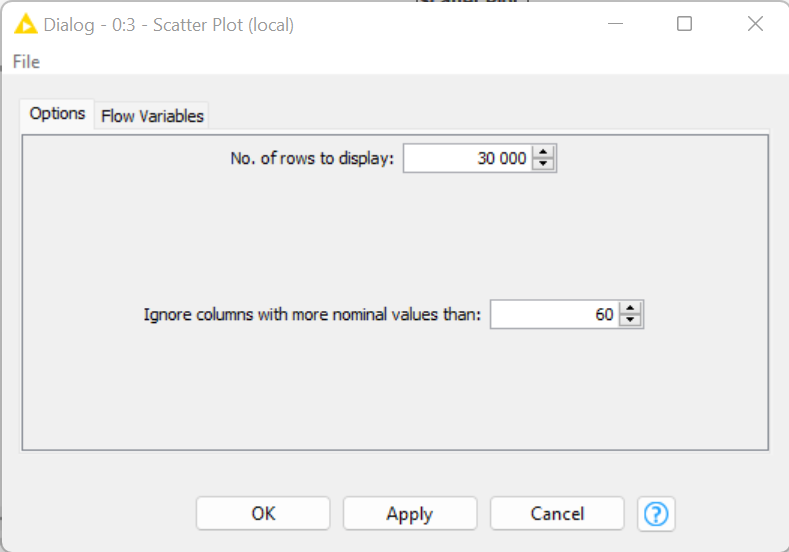 Dialog - 0:3 - Scatter Plot (local)
File
Options Flow Variables
No. of rows to display: 30 000
Ignore columns with more nominal values than: 60
OK Apply Cancel ?